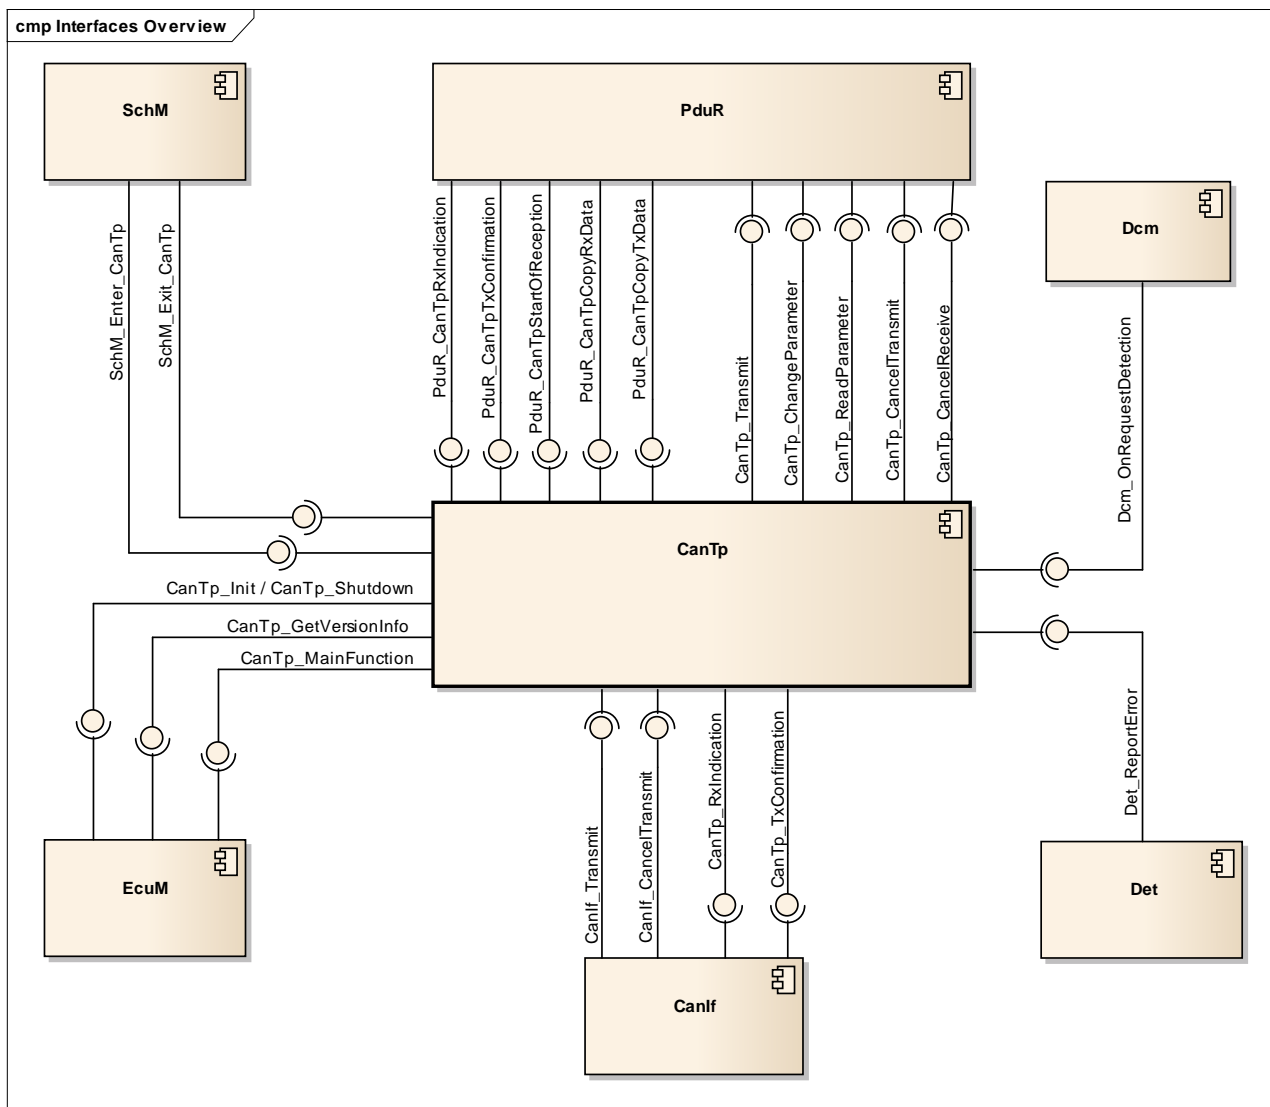 cmp Interfaces Overview
SchM
PduR
Dcm
SchM_Enter_CanTp
SchM_Exit_CanTp
PduR_CanTpRxIndication
PduR_CanTpTxConfirmation
PduR_CanTpStartOfReception
PduR_CanTpCopyRxData
PduR_CanTpCopyTxData
CanTp_Transmit
CanTp_ChangeParameter
CanTp_ReadParameter
CanTp_CancelTransmit
CanTp_CancelReceive
Dcm_OnRequestDetection
CanTp
CanTp_Init / CanTp_Shutdown
CanTp_GetVersionInfo
CanTp_MainFunction
CanIf_Transmit
CanIf_CancelTransmit
CanTp_RxIndication
CanTp_TxConfirmation
Det_ReportError
EcuM
Det
CanIf